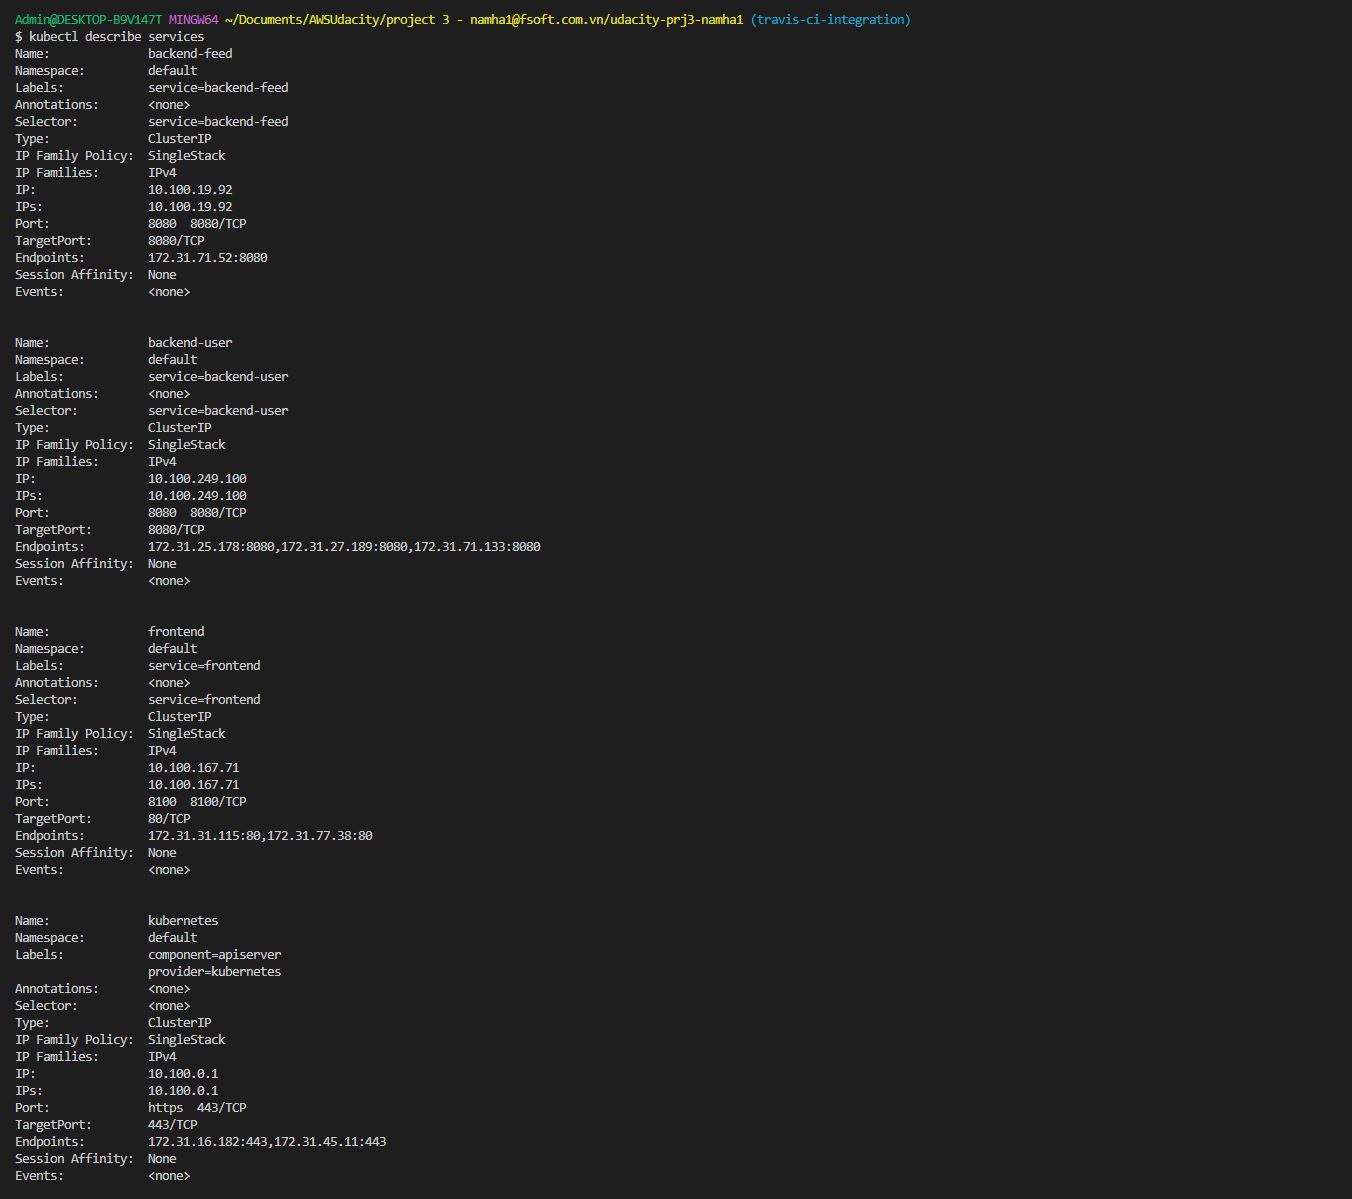 Admin@DESKTOP-B9V147T MINGW64 ~/Documents/AWSUdacity/project 3 - namha1@fsoft.com.vn/udacity-prj3-namha1 (travis-ci-integration)
$ kubectl describe services
Name:              backend-feed
Namespace:         default
Labels:            service=backend-feed
Annotations:       <none>
Selector:          service=backend-feed
Type:              ClusterIP
IP Family Policy:  SingleStack
IP Families:       IPv4
IP:                10.100.19.92
IPs:               10.100.19.92
Port:              8080  8080/TCP
TargetPort:        8080/TCP
Endpoints:         172.31.71.52:8080
Session Affinity:  None
Events:            <none>


Name:              backend-user
Namespace:         default
Labels:            service=backend-user
Annotations:       <none>
Selector:          service=backend-user
Type:              ClusterIP
IP Family Policy:  SingleStack
IP Families:       IPv4
IP:                10.100.249.100
IPs:               10.100.249.100
Port:              8080  8080/TCP
TargetPort:        8080/TCP
Endpoints:         172.31.25.178:8080,172.31.27.189:8080,172.31.71.133:8080
Session Affinity:  None
Events:            <none>


Name:              frontend
Namespace:         default
Labels:            service=frontend
Annotations:       <none>
Selector:          service=frontend
Type:              ClusterIP
IP Family Policy:  SingleStack
IP Families:       IPv4
IP:                10.100.167.71
IPs:               10.100.167.71
Port:              8100  8100/TCP
TargetPort:        80/TCP
Endpoints:         172.31.31.115:80,172.31.77.38:80
Session Affinity:  None
Events:            <none>


Name:              kubernetes
Namespace:         default
Labels:            component=apiserver
                   provider=kubernetes
Annotations:       <none>
Selector:          <none>
Type:              ClusterIP
IP Family Policy:  SingleStack
IP Families:       IPv4
IP:                10.100.0.1
IPs:               10.100.0.1
Port:              https  443/TCP
TargetPort:        443/TCP
Endpoints:         172.31.16.182:443,172.31.45.11:443
Session Affinity:  None
Events:            <none>